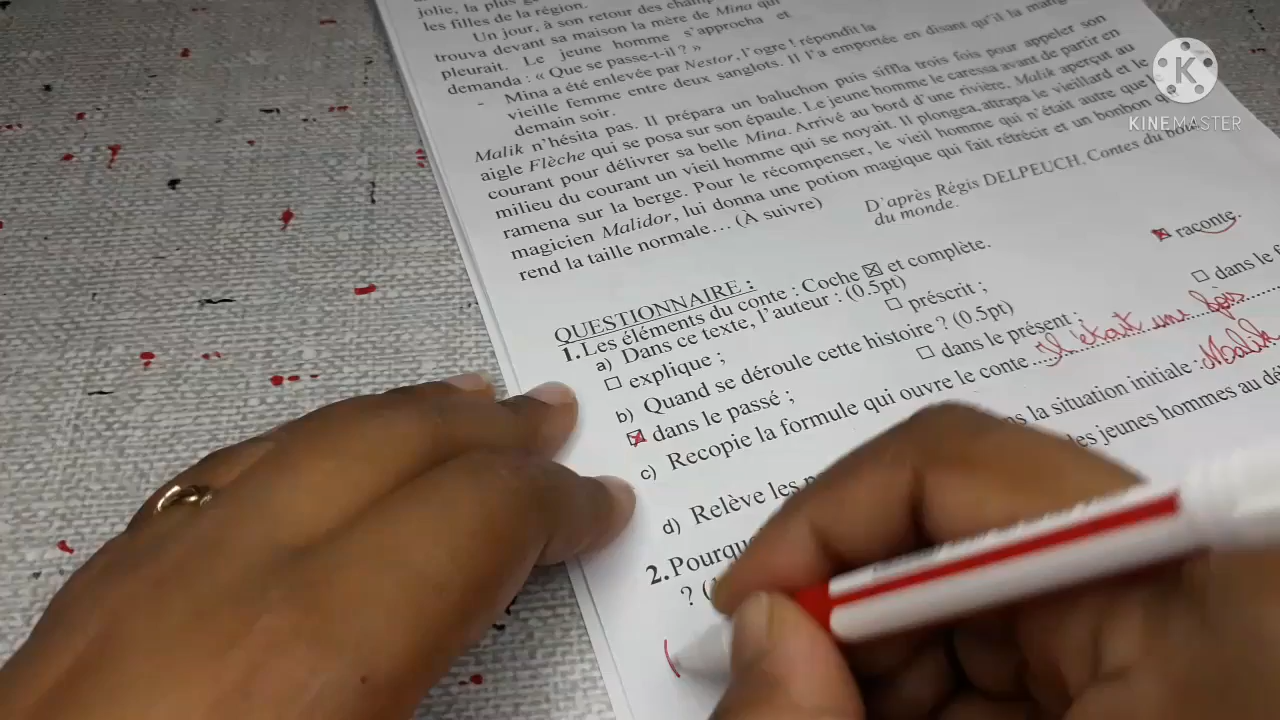 jolie, la plus
les filles de la région.
Un jour, à son retour des champs
trouva devant sa maison la mère de Mina qui
pleurait. Le jeune homme s'approcha et
demanda : « Que se passe-t-il ? »
- Mina a été enlevée par Nestor, l'ogre ! répondit la
vieille femme entre deux sanglots. Il l'a emportée en disant qu'il la
demain soir.
Malik n'hésita pas. Il prépara un baluchon puis siffla trois fois pour appeler son
aigle Flèche qui se posa sur son épaule. Le jeune homme le caressa avant de partir en
courant pour délivrer sa belle Mina. Arrivé au bord d'une rivière, Malik aperçut au
milieu du courant un vieil homme qui se noyait. Il plongea, attrapa le vieillard et le
ramena sur la berge. Pour le récompenser, le vieil homme qui n'était autre que le
magicien Malidor, lui donna une potion magique qui fait rétrécir et un bonbon
rend la taille normale… (À suivre)
D'après Régis DELPEUCH. Contes du
du monde.
QUESTIONNAIRE :
1. Les éléments du conte : Coche ☒ et complète.
a) Dans ce texte, l'auteur : (0.5pt)
☐ explique ; ☐ prescrit ; ☒ raconte.
b) Quand se déroule cette histoire ? (0.5pt)
☒ dans le passé ; ☐ dans le présent ; ☐ dans le
c) Recopie la formule qui ouvre le conte....Il était une fois
d) Relève les la situation initiale : Malik
2. Pourquoi jeunes hommes au
? (
K
KINEMASTER